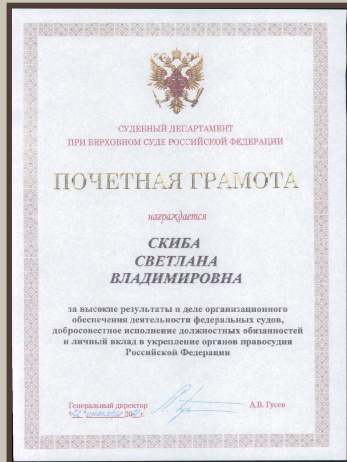 СУДЕБНЫЙ ДЕПАРТАМЕНТ
ПРИ ВЕРХОВНОМ СУДЕ РОССИЙСКОЙ ФЕДЕРАЦИИ
ПОЧЕТНАЯ ГРАМОТА
награждается
СКИБА
СВЕТЛАНА
ВЛАДИМИРОВНА
за высокие результаты в деле организационного
обеспечения деятельности федеральных судов,
добросовестное исполнение должностных обязанностей
и личный вклад в укрепление органов правосудия
Российской Федерации
Генеральный директор
А.В. Гусев